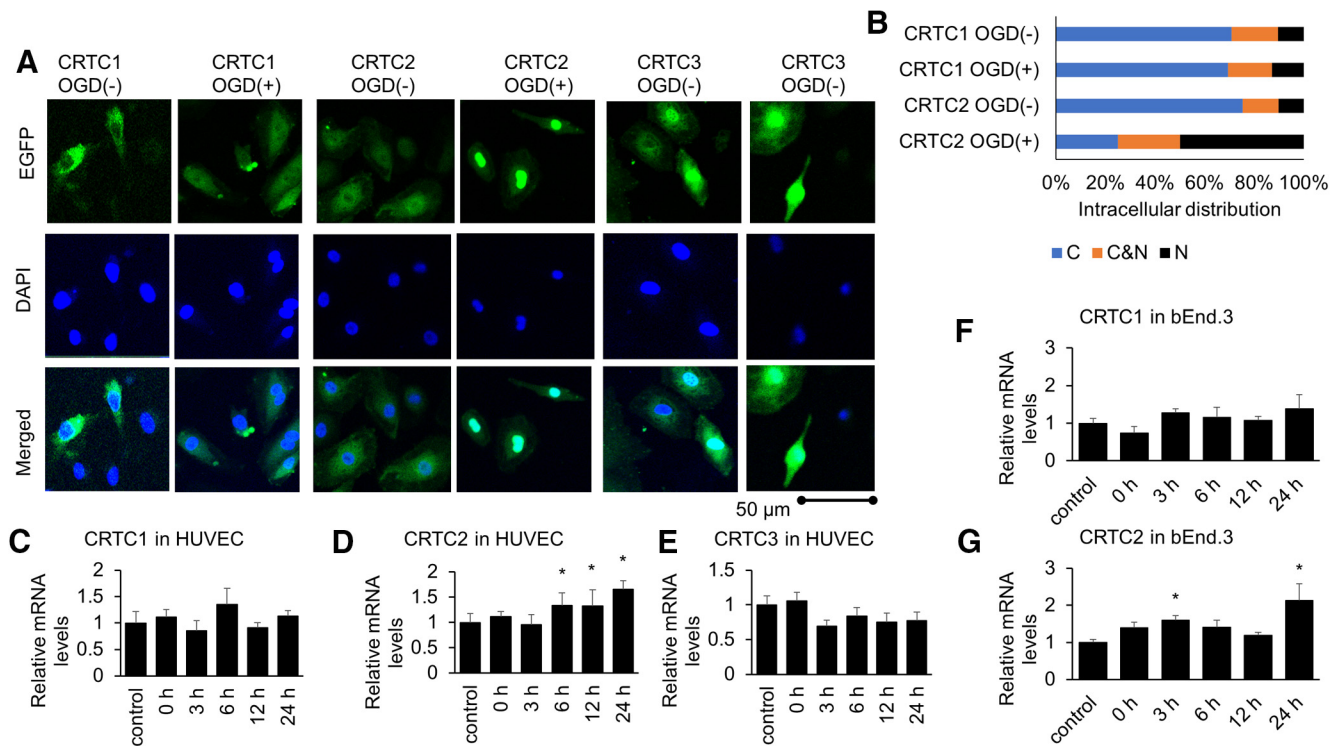 A
CRTC1 OGD(-)
CRTC1 OGD(+)
CRTC2 OGD(-)
CRTC2 OGD(+)
CRTC3 OGD(-)
CRTC3 OGD(-)
EGFP
DAPI
Merged
50 μm
B
CRTC1 OGD(-)
CRTC1 OGD(+)
CRTC2 OGD(-)
CRTC2 OGD(+)
0% 20% 40% 60% 80% 100%
Intracellular distribution
C C&N N
C
CRTC1 in HUVEC
Relative mRNA
levels
2
1.5
1
0.5
0
control 0 h 3 h 6 h 12 h 24 h
D
CRTC2 in HUVEC
Relative mRNA
levels
2
1.5
1
0.5
0
* * *
control 0 h 3 h 6 h 12 h 24 h
E
CRTC3 in HUVEC
Relative mRNA
levels
1.5
1
0.5
0
control 0 h 3 h 6 h 12 h 24 h
F
CRTC1 in bEnd.3
Relative mRNA
levels
3
2
1
0
control 0 h 3 h 6 h 12 h 24 h
G
CRTC2 in bEnd.3
Relative mRNA
levels
3
2
1
0
* *
control 0 h 3 h 6 h 12 h 24 h